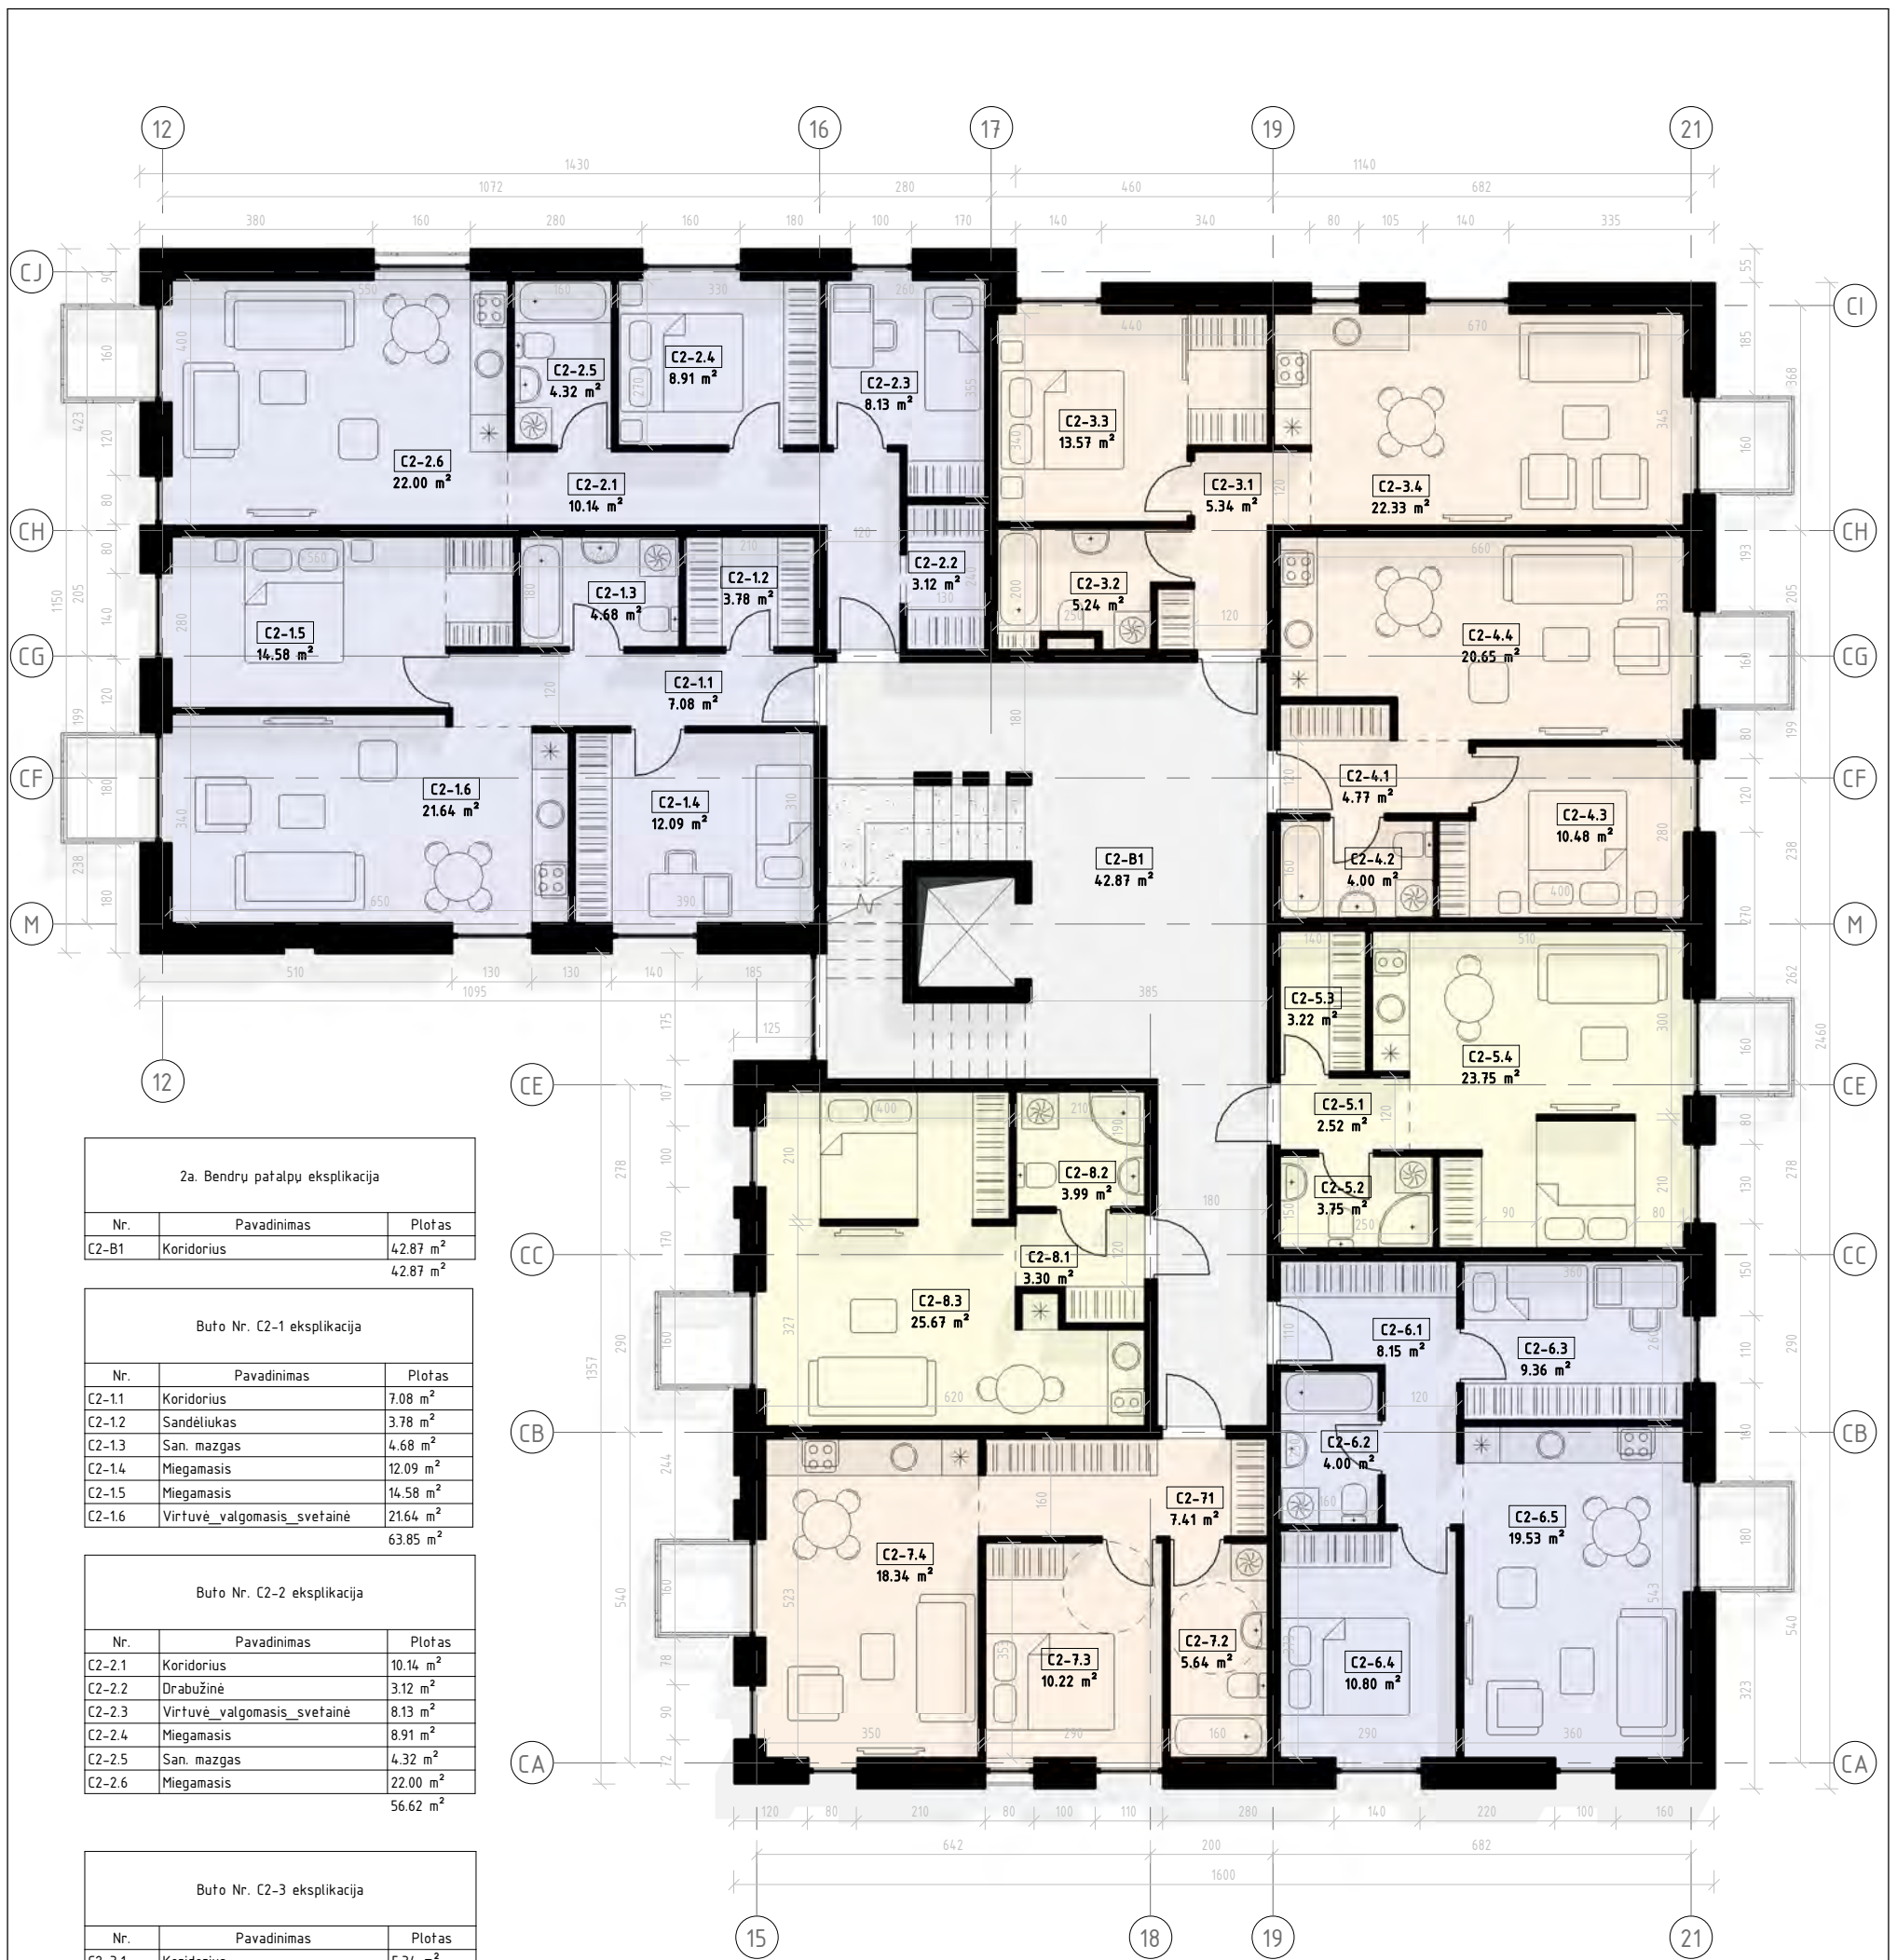 12 16 17 19 21
1430 1140
1072 280 460 682
380 160 280 160 180 100 170 140 340 80 105 140 335
CJ
CI
CH
CH
CG
CG
CF
CF
M
M
550 160 330 260 440 670
C2-2.4
8.91 m²
C2-2.5
4.32 m²
C2-2.3
8.13 m²
C2-3.3
13.57 m²
C2-2.6
22.00 m²
C2-2.1
10.14 m²
C2-3.1
5.34 m²
C2-3.4
22.33 m²
C2-2.2
3.12 m²
C2-1.2
3.78 m²
C2-1.3
4.68 m²
C2-3.2
5.24 m²
C2-1.5
14.58 m²
C2-4.4
20.65 m²
C2-1.1
7.08 m²
C2-4.1
4.77 m²
C2-1.6
21.64 m²
C2-1.4
12.09 m²
C2-4.3
10.48 m²
C2-B1
42.87 m²
C2-4.2
4.00 m²
650 390
510 130 130 140 185
1095
125
385
12
C2-5.3
3.22 m²
C2-5.4
23.75 m²
CE
CE
C2-5.1
2.52 m²
C2-8.2
3.99 m²
C2-5.2
3.75 m²
CC
CC
C2-8.1
3.30 m²
C2-8.3
25.67 m²
C2-6.1
8.15 m²
C2-6.3
9.36 m²
620
CB
CB
C2-6.2
4.00 m²
C2-71
7.41 m²
C2-6.5
19.53 m²
C2-7.4
18.34 m²
C2-7.2
5.64 m²
C2-7.3
10.22 m²
C2-6.4
10.80 m²
350 290 160 290 360
CA
CA
120 80 210 80 100 110 280 140 220 100 160
642 200 682
1600
15 18 19 21
2a. Bendrų patalpų eksplikacija
Nr. Pavadinimas Plotas
C2-B1 Koridorius 42.87 m²
42.87 m²
Buto Nr. C2-1 eksplikacija
Nr. Pavadinimas Plotas
C2-1.1 Koridorius 7.08 m²
C2-1.2 Sandėliukas 3.78 m²
C2-1.3 San. mazgas 4.68 m²
C2-1.4 Miegamasis 12.09 m²
C2-1.5 Miegamasis 14.58 m²
C2-1.6 Virtuvė_valgomasis_svetainė 21.64 m²
63.85 m²
Buto Nr. C2-2 eksplikacija
Nr. Pavadinimas Plotas
C2-2.1 Koridorius 10.14 m²
C2-2.2 Drabužinė 3.12 m²
C2-2.3 Virtuvė_valgomasis_svetainė 8.13 m²
C2-2.4 Miegamasis 8.91 m²
C2-2.5 San. mazgas 4.32 m²
C2-2.6 Miegamasis 22.00 m²
56.62 m²
Buto Nr. C2-3 eksplikacija
Nr. Pavadinimas Plotas